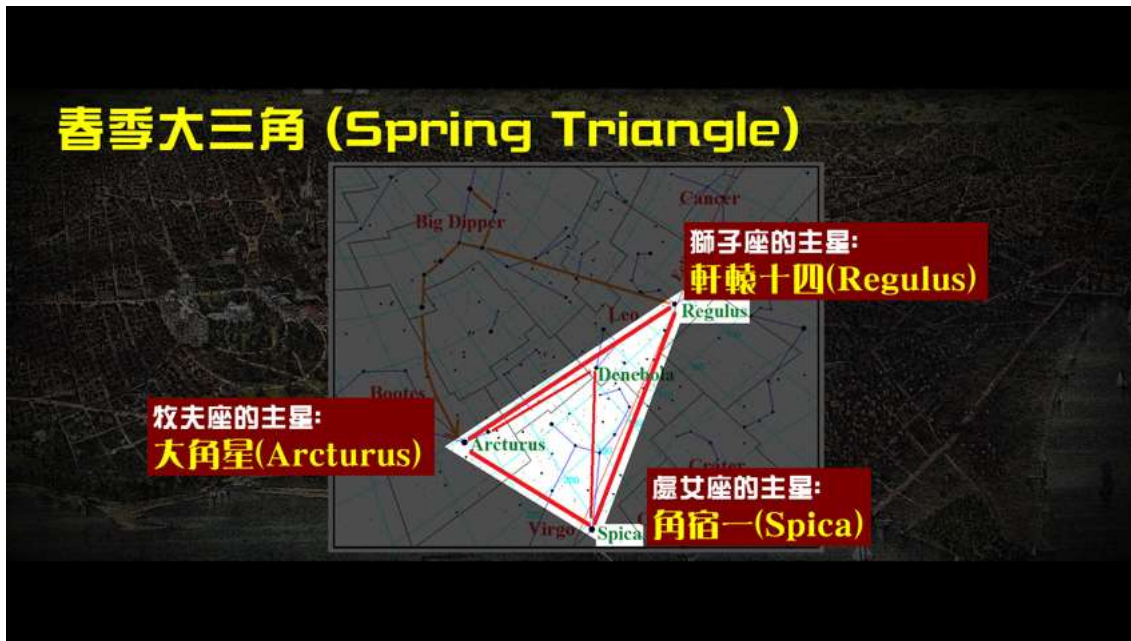 春季大三角 (Spring Triangle)
Cancer
Big Dipper
獅子座的主星:
軒轅十四(Regulus)
Regulus
Leo
Denebola
Bootes
牧夫座的主星:
大角星(Arcturus)
Arcturus
Crater
處女座的主星:
角宿一(Spica)
Virgo
Spica
200